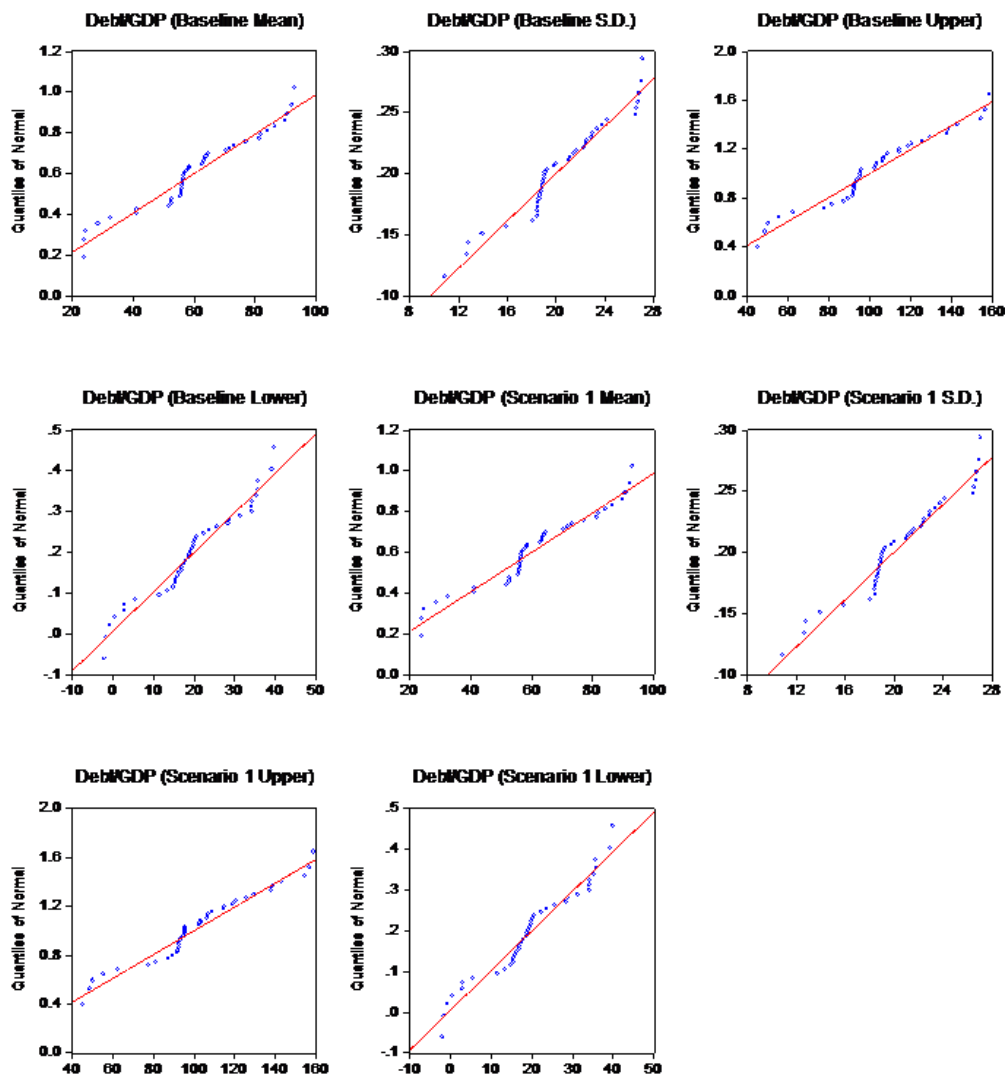 Debt/GDP (Baseline Mean)
Debt/GDP (Baseline S.D.)
Debt/GDP (Baseline Upper)
Quantiles of Normal
1.2
1.0
0.8
0.6
0.4
0.2
0.0
20 40 60 80 100
Quantiles of Normal
.30
.25
.20
.15
.10
8 12 16 20 24 28
Quantiles of Normal
2.0
1.6
1.2
0.8
0.4
0.0
40 60 80 100 120 140 160
Debt/GDP (Baseline Lower)
Debt/GDP (Scenario 1 Mean)
Debt/GDP (Scenario 1 S.D.)
Quantiles of Normal
.5
.4
.3
.2
.1
.0
-.1
-10 0 10 20 30 40 50
Quantiles of Normal
1.2
1.0
0.8
0.6
0.4
0.2
0.0
20 40 60 80 100
Quantiles of Normal
.30
.25
.20
.15
.10
8 12 16 20 24 28
Debt/GDP (Scenario 1 Upper)
Debt/GDP (Scenario 1 Lower)
Quantiles of Normal
2.0
1.6
1.2
0.8
0.4
0.0
40 60 80 100 120 140 160
Quantiles of Normal
.5
.4
.3
.2
.1
.0
-.1
-10 0 10 20 30 40 50